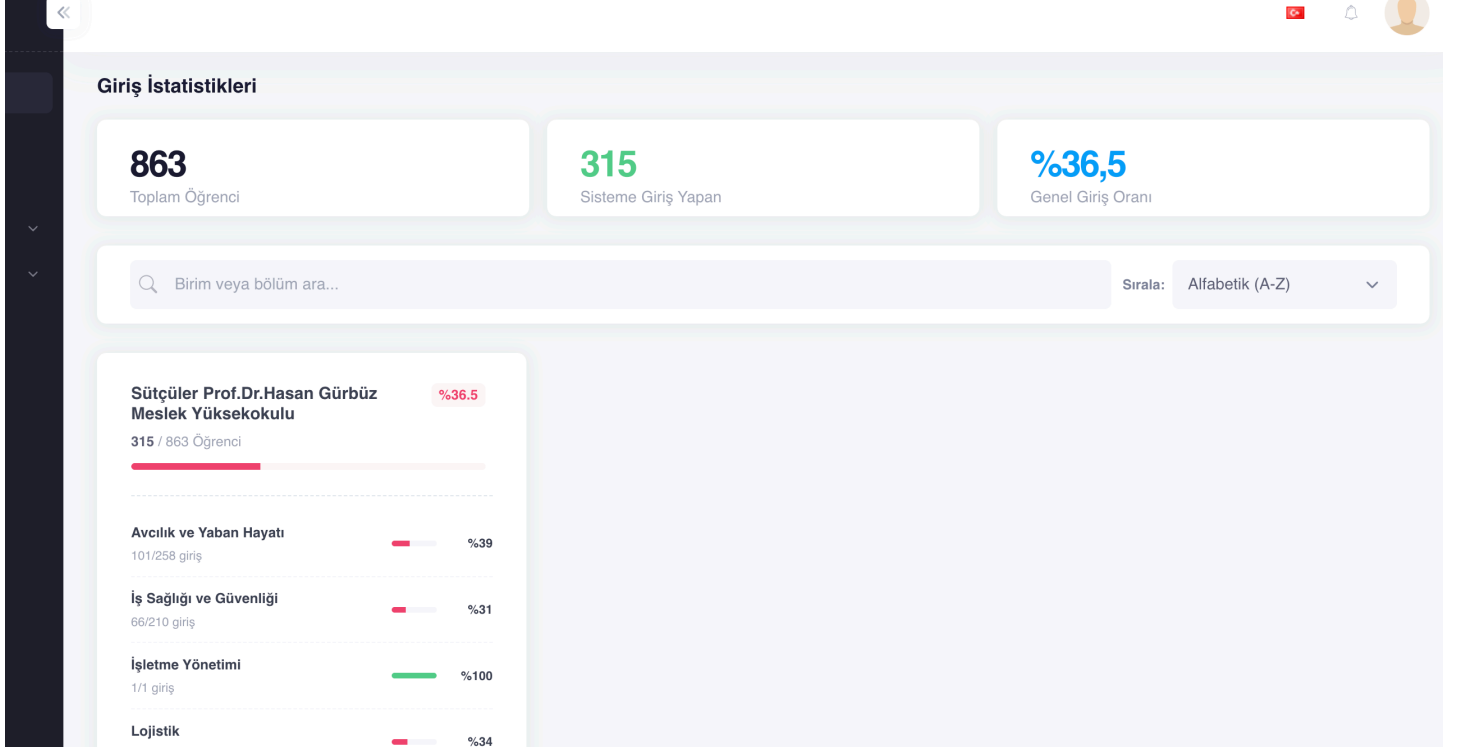 Giriş İstatistikleri
863
Toplam Öğrenci
315
Sisteme Giriş Yapan
%36,5
Genel Giriş Oranı
Birim veya bölüm ara...
Sırala:
Alfabetik (A-Z)
Sütçüler Prof.Dr.Hasan Gürbüz
Meslek Yüksekokulu
%36.5
315 / 863 Öğrenci
Avcılık ve Yaban Hayatı
101/258 giriş
%39
İş Sağlığı ve Güvenliği
66/210 giriş
%31
İşletme Yönetimi
1/1 giriş
%100
Lojistik
%34